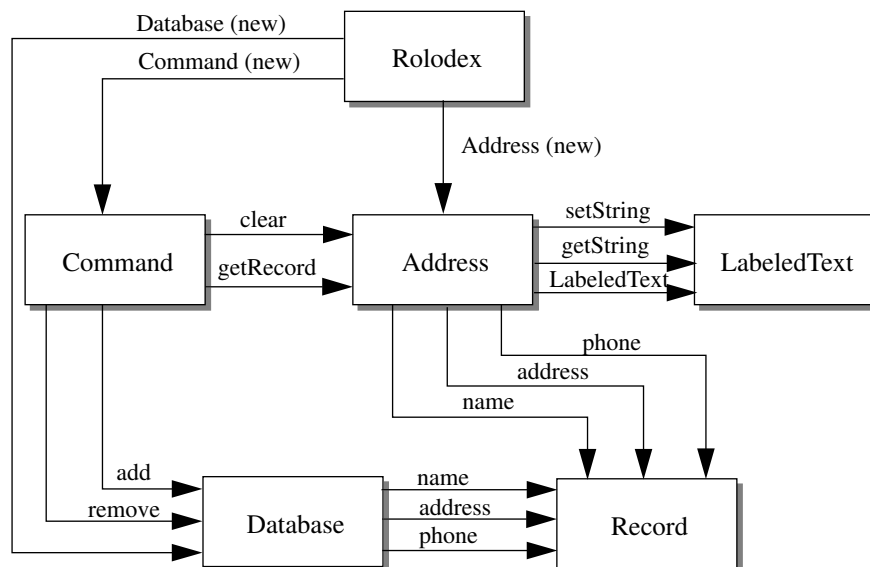 Database (new)
Rolodex
Command (new)
Address (new)
clear
setString
Command
Address
getString
LabeledText
getRecord
LabeledText
phone
address
name
add
name
remove
Database
address
Record
phone